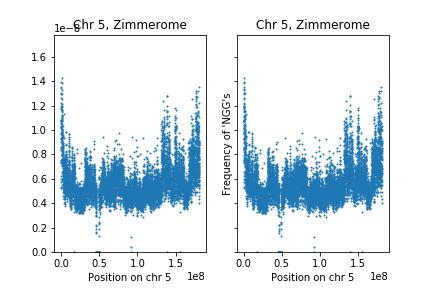 Chr 5, Zimmerome
1e−8
1.6
1.4
1.2
1.0
0.8
0.6
0.4
0.2
0.0
0.0 0.5 1.0 1.5
1e8
Position on chr 5
Chr 5, Zimmerome
Frequency of 'NGG's
0.0 0.5 1.0 1.5
1e8
Position on chr 5